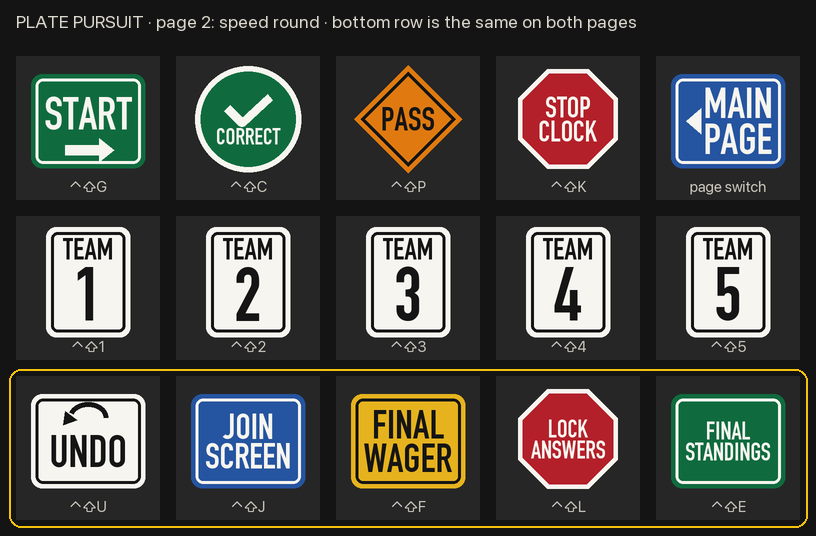 PLATE PURSUIT · page 2: speed round · bottom row is the same on both pages
START
^⇧G
CORRECT
^⇧C
PASS
^⇧P
STOP
CLOCK
^⇧K
MAIN
PAGE
page switch
TEAM
1
^⇧1
TEAM
2
^⇧2
TEAM
3
^⇧3
TEAM
4
^⇧4
TEAM
5
^⇧5
UNDO
^⇧U
JOIN
SCREEN
^⇧J
FINAL
WAGER
^⇧F
LOCK
ANSWERS
^⇧L
FINAL
STANDINGS
^⇧E